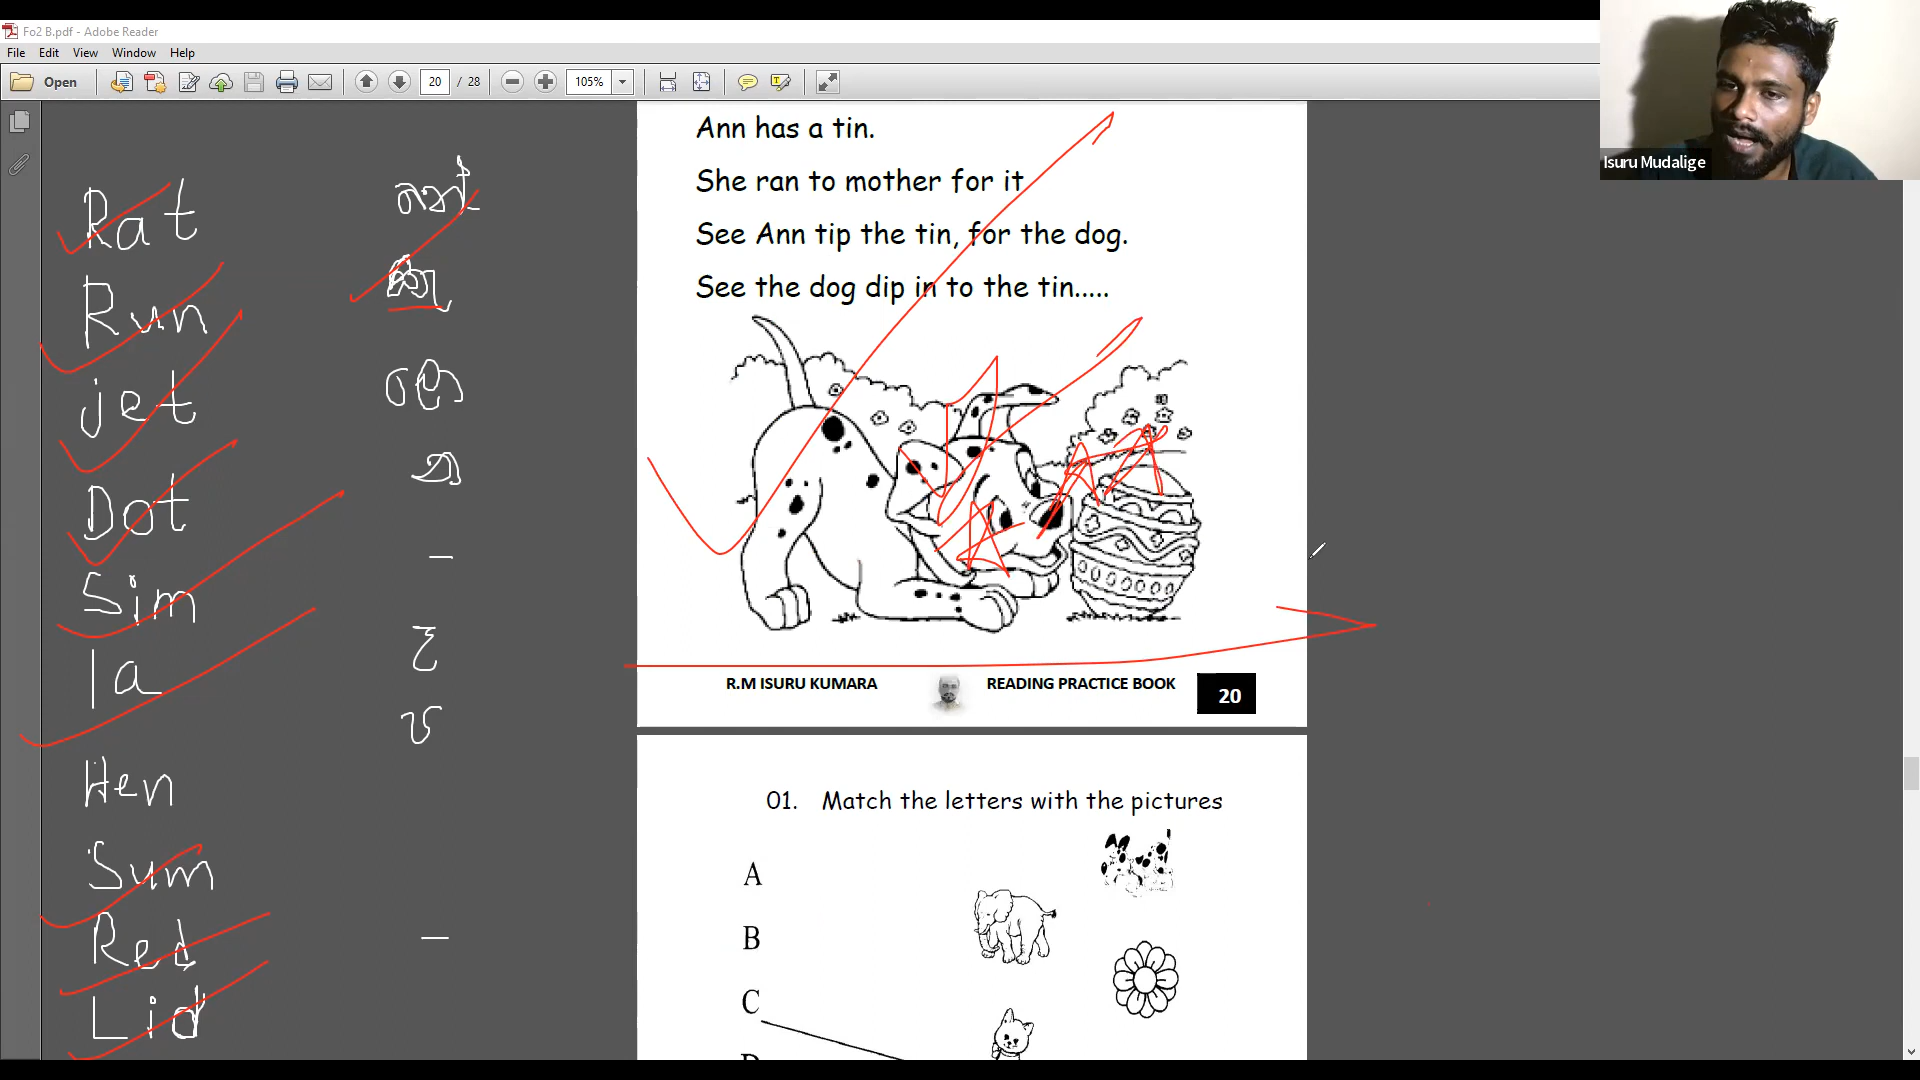 Fo2 B.pdf - Adobe Reader
File Edit View Window Help
Open 20 / 28 105%
Isuru Mudalige
Ann has a tin.
She ran to mother for it
See Ann tip the tin, for the dog.
See the dog dip in to the tin.....
Rat
Run
jet
Dot
Sim
Ia
Hen
Sum
Red
Lid
R.M ISURU KUMARA READING PRACTICE BOOK 20
01. Match the letters with the pictures
A
B
C